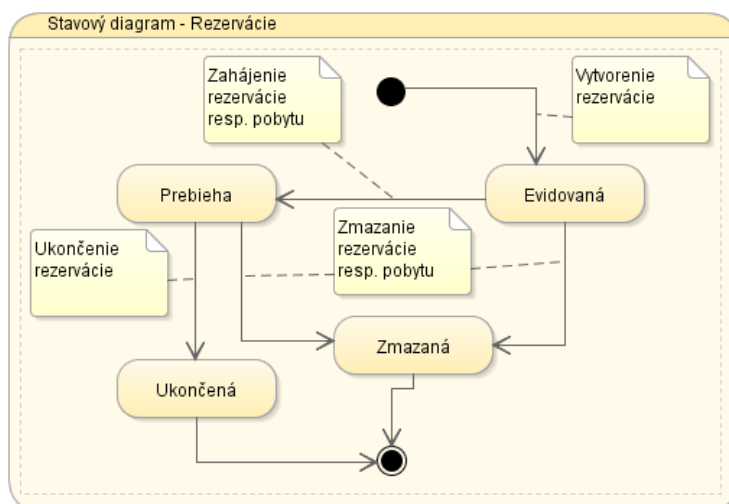 Stavový diagram - Rezervácie
Zahájenie
rezervácie
resp. pobytu
Vytvorenie
rezervácie
Prebieha
Evidovaná
Ukončenie
rezervácie
Zmazanie
rezervácie
resp. pobytu
Zmazaná
Ukončená